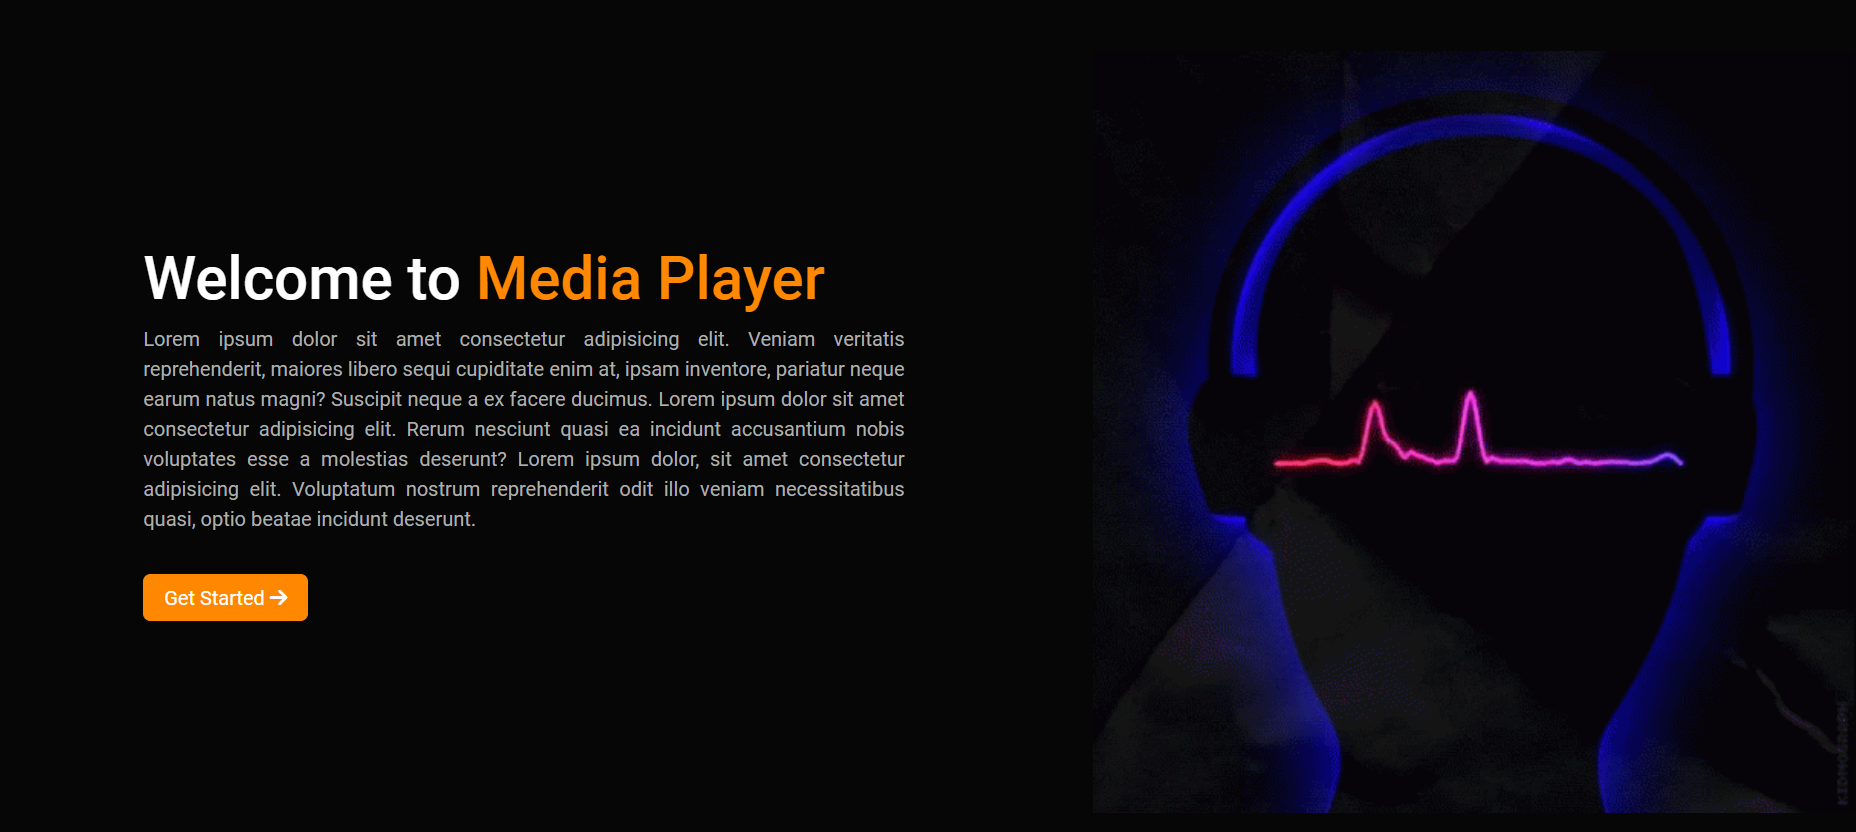 Welcome to Media Player
Lorem ipsum dolor sit amet consectetur adipisicing elit. Veniam veritatis
reprehenderit, maiores libero sequi cupiditate enim at, ipsam inventore, pariatur neque
earum natus magni? Suscipit neque a ex facere ducimus. Lorem ipsum dolor sit amet
consectetur adipisicing elit. Rerum nesciunt quasi ea incidunt accusantium nobis
voluptates esse a molestias deserunt? Lorem ipsum dolor, sit amet consectetur
adipisicing elit. Voluptatum nostrum reprehenderit odit illo veniam necessitatibus
quasi, optio beatae incidunt deserunt.
Get Started
KIDMOGRAPH